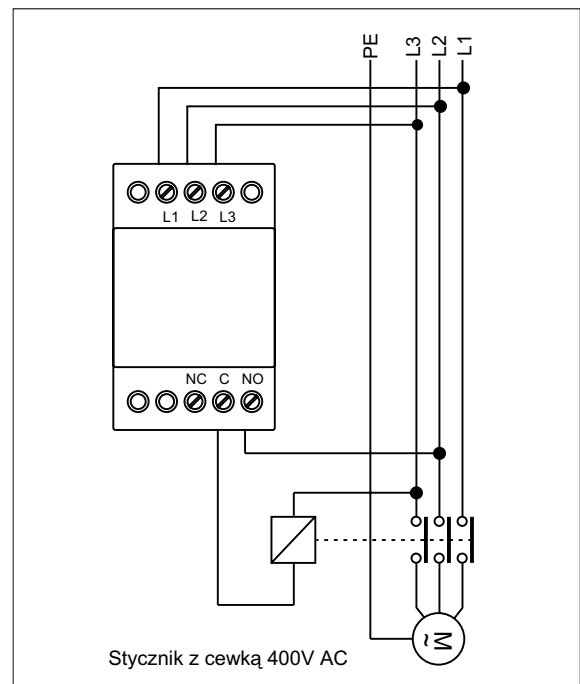 PE L3 L2 L1
L1 L2 L3
NC C NO
M
~
Stycznik z cewką 400V AC